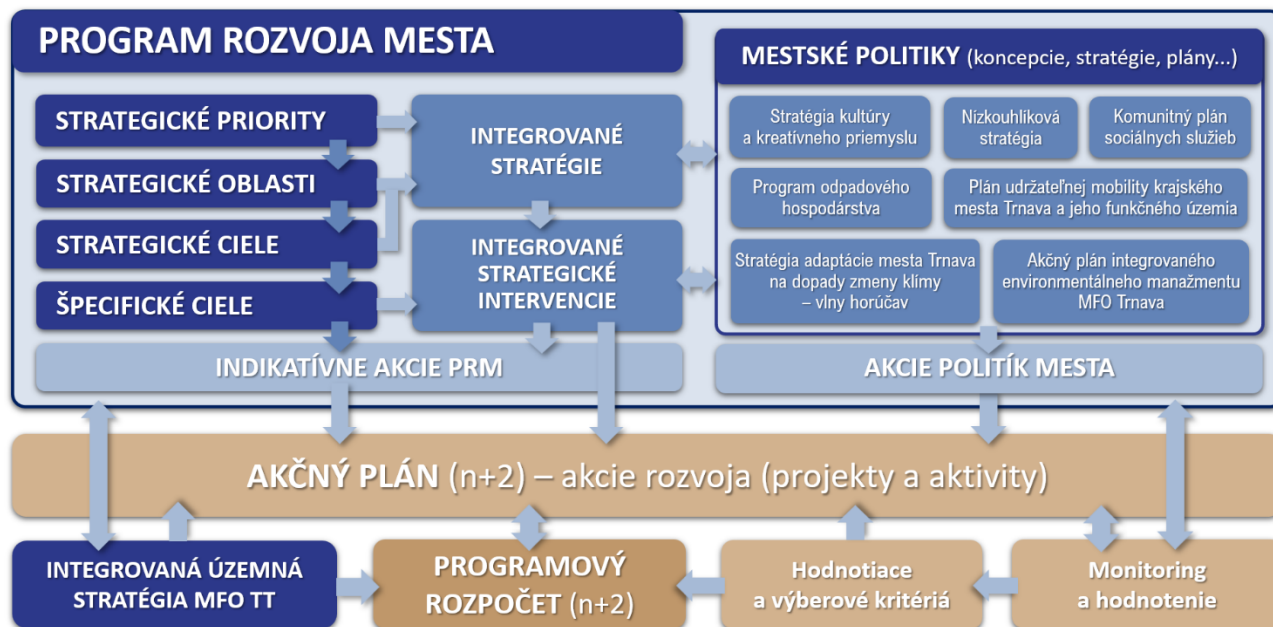 PROGRAM ROZVOJA MESTA
STRATEGICKÉ PRIORITY
STRATEGICKÉ OBLASTI
STRATEGICKÉ CIELE
ŠPECIFICKÉ CIELE
INTEGROVANÉ
STRATÉGIE
INTEGROVANÉ
STRATEGICKÉ
INTERVENCIE
INDIKATÍVNE AKCIE PRM
MESTSKÉ POLITIKY (koncepcie, stratégie, plány...)
Stratégia kultúry
a kreatívneho priemyslu
Nízkouhlíková
stratégia
Komunitný plán
sociálnych služieb
Program odpadového
hospodárstva
Plán udržateľnej mobility krajského
mesta Trnava a jeho funkčného územia
Stratégia adaptácie mesta Trnava
na dopady zmeny klímy
– vlny horúčav
Akčný plán integrovaného
environmentálneho manažmentu
MFO Trnava
AKCIE POLITÍK MESTA
AKČNÝ PLÁN (n+2) – akcie rozvoja (projekty a aktivity)
INTEGROVANÁ ÚZEMNÁ
STRATÉGIA MFO TT
PROGRAMOVÝ
ROZPOČET (n+2)
Hodnotiace
a výberové kritériá
Monitoring
a hodnotenie